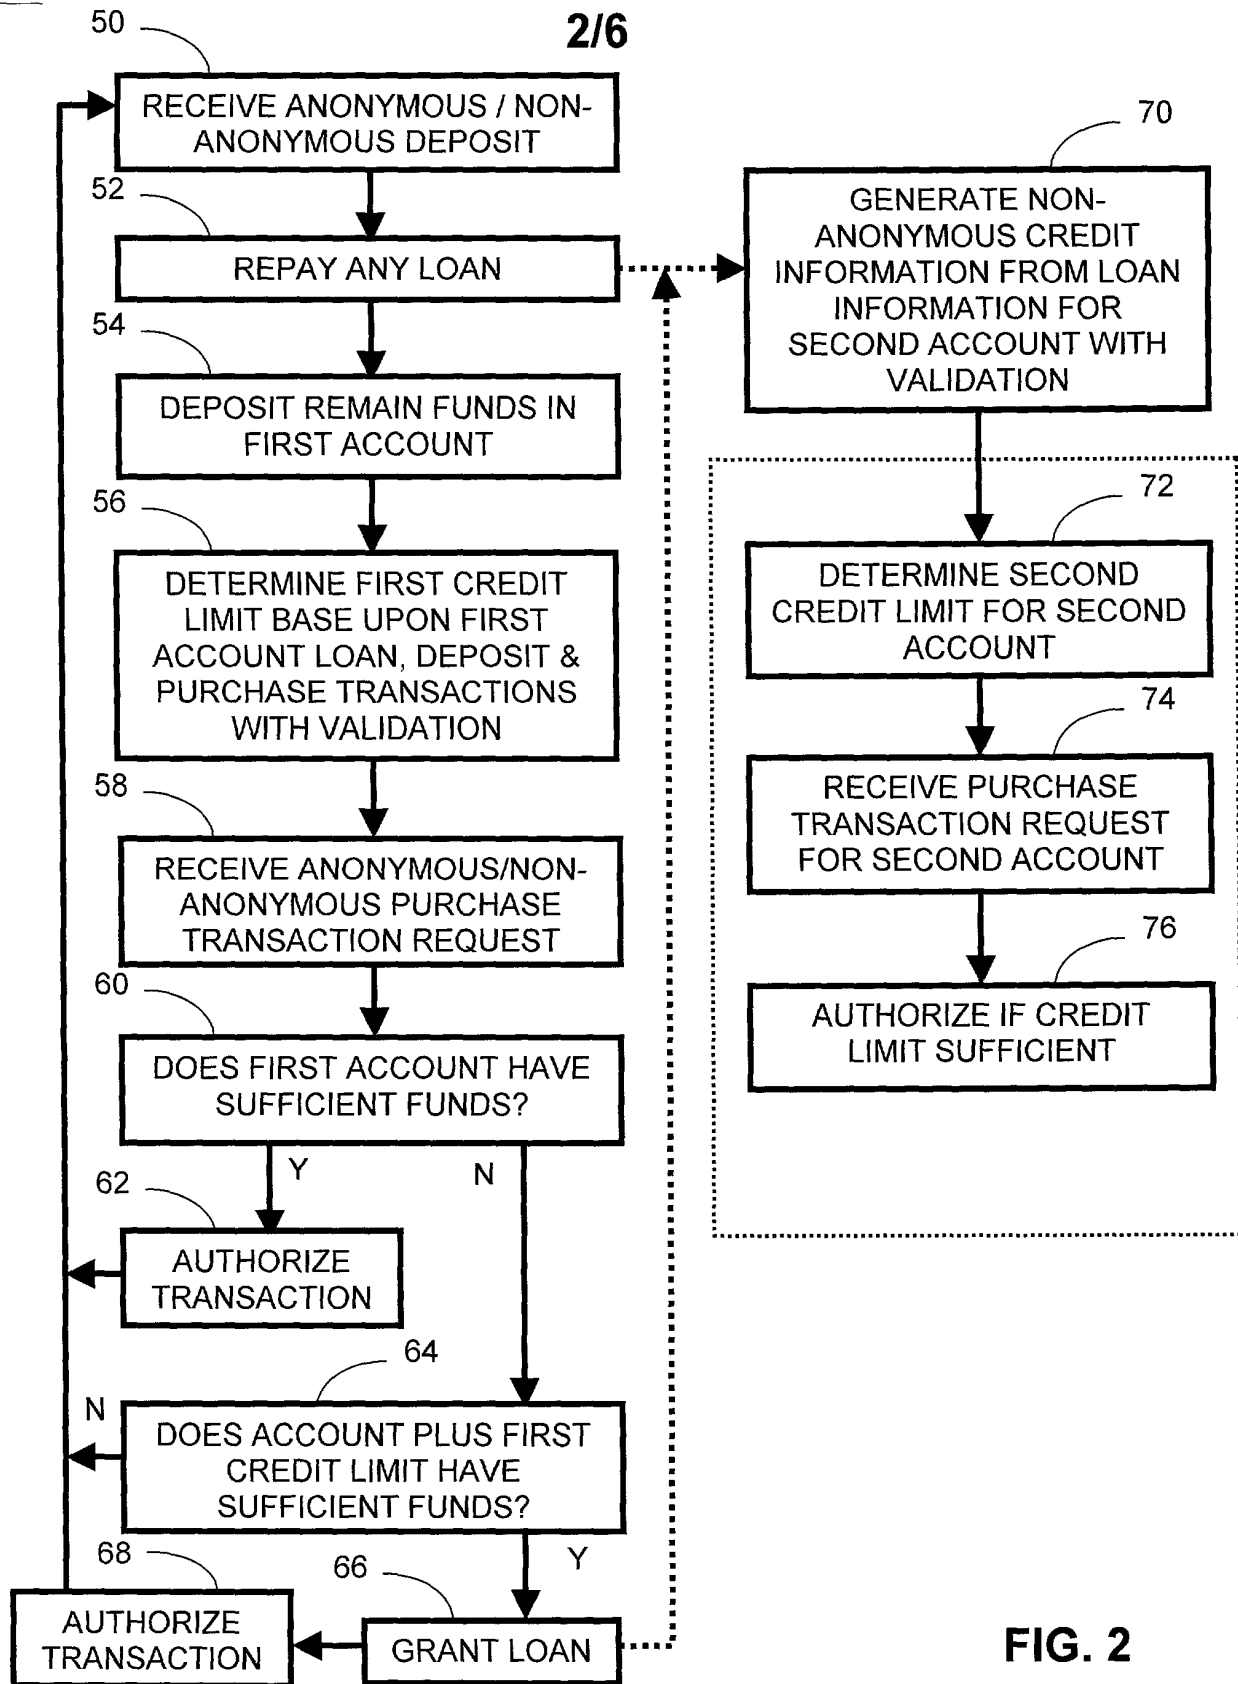 2/6
50
RECEIVE ANONYMOUS / NON-
ANONYMOUS DEPOSIT
52
REPAY ANY LOAN
54
DEPOSIT REMAIN FUNDS IN
FIRST ACCOUNT
56
DETERMINE FIRST CREDIT
LIMIT BASE UPON FIRST
ACCOUNT LOAN, DEPOSIT &
PURCHASE TRANSACTIONS
WITH VALIDATION
58
RECEIVE ANONYMOUS/NON-
ANONYMOUS PURCHASE
TRANSACTION REQUEST
60
DOES FIRST ACCOUNT HAVE
SUFFICIENT FUNDS?
Y
N
62
AUTHORIZE
TRANSACTION
64
N
DOES ACCOUNT PLUS FIRST
CREDIT LIMIT HAVE
SUFFICIENT FUNDS?
Y
68
AUTHORIZE
TRANSACTION
66
GRANT LOAN
70
GENERATE NON-
ANONYMOUS CREDIT
INFORMATION FROM LOAN
INFORMATION FOR
SECOND ACCOUNT WITH
VALIDATION
72
DETERMINE SECOND
CREDIT LIMIT FOR SECOND
ACCOUNT
74
RECEIVE PURCHASE
TRANSACTION REQUEST
FOR SECOND ACCOUNT
76
AUTHORIZE IF CREDIT
LIMIT SUFFICIENT
FIG. 2